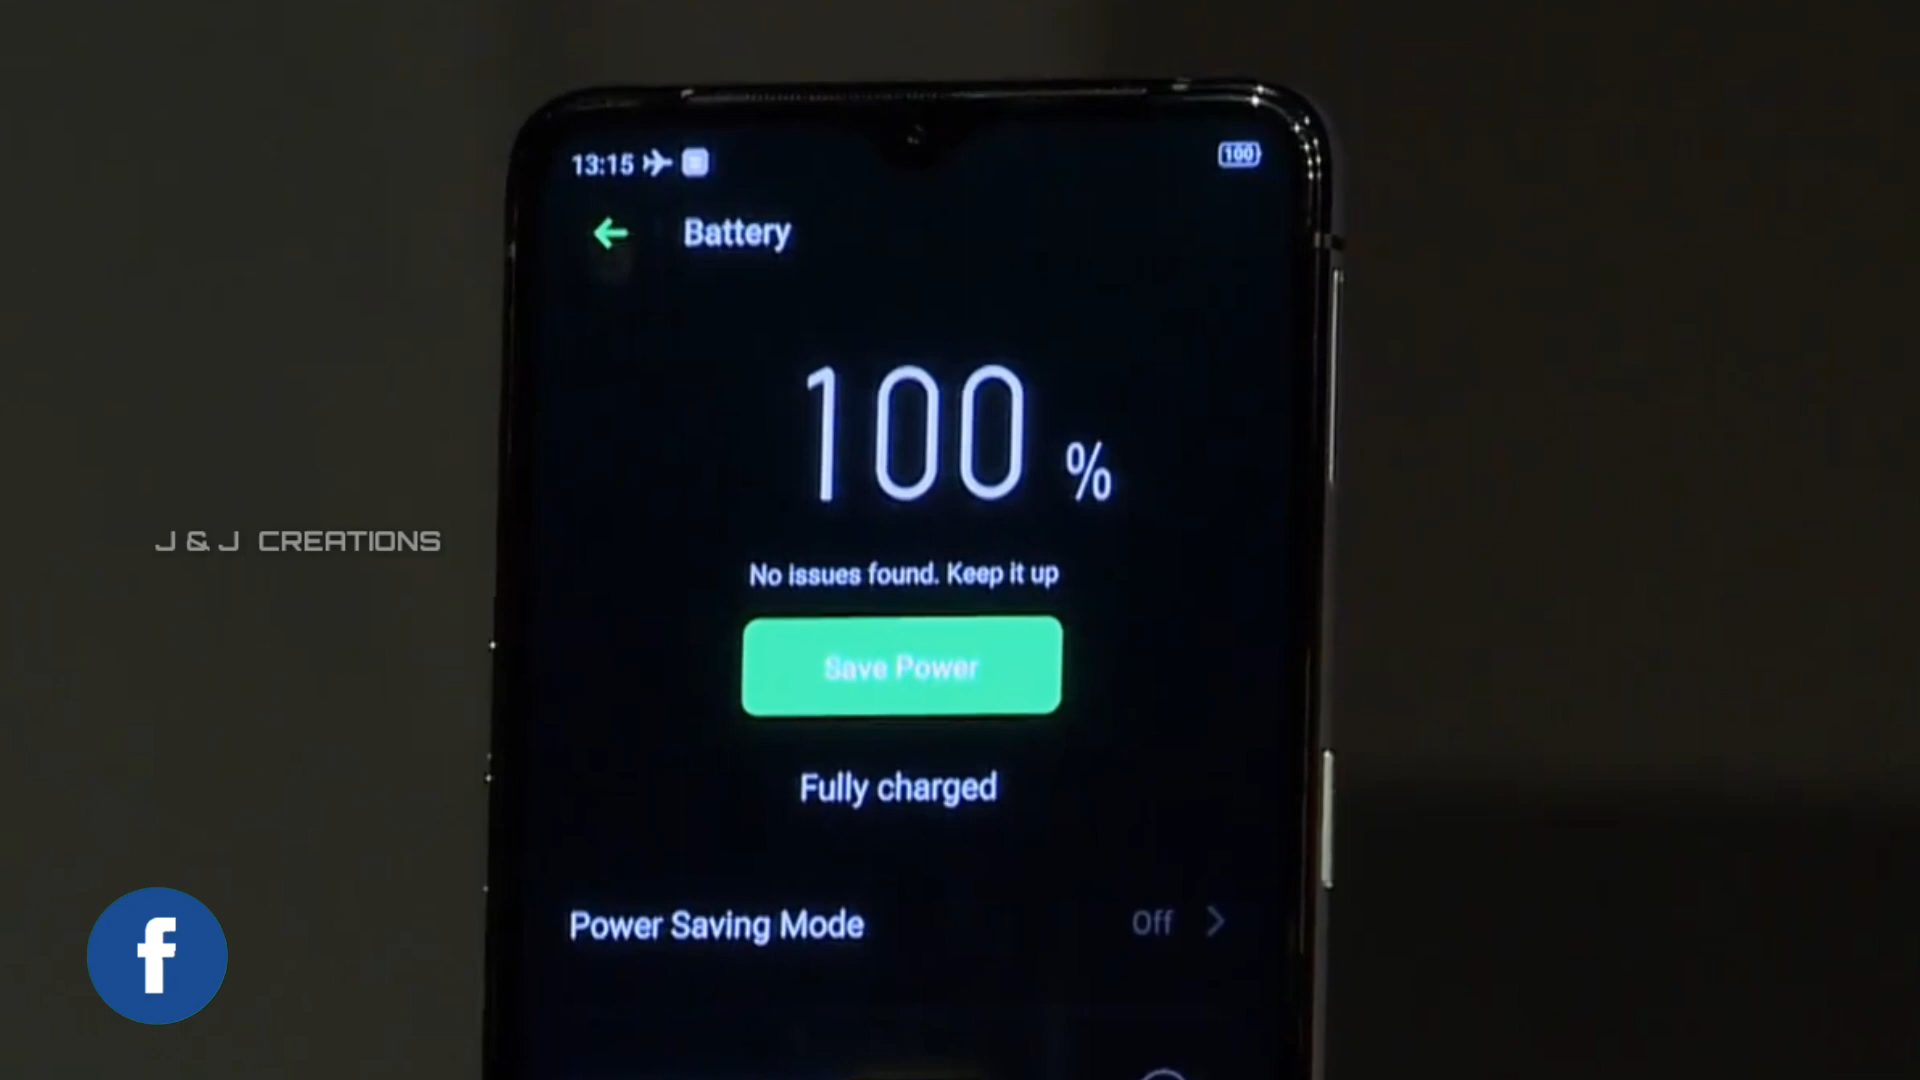 13:15
100
Battery
100 %
No issues found. Keep it up
Save Power
Fully charged
Power Saving Mode Off
J & J CREATIONS
f